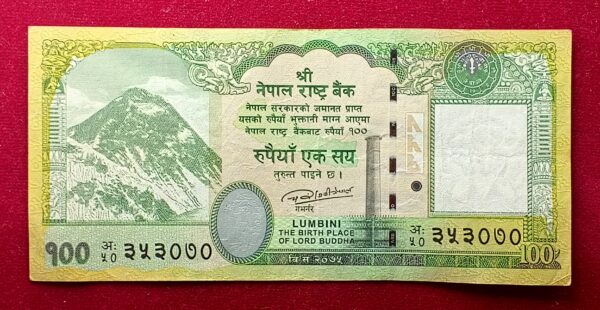 श्री
नेपाल राष्ट्र बैंक
नेपाल सरकारको जमानत प्राप्त
यसको रुपैयाँ भुक्तानी माग्न आएमा
नेपाल राष्ट्र बैंकबाट रुपैयाँ १००
रुपैयाँ एक सय
तुरुन्त पाइने छ ।
गभर्नर
LUMBINI
THE BIRTH PLACE
OF LORD BUDDHA
वि सं २०७५
१००
अः
५० ३५३०७०
अः
५० ३५३०७०
100